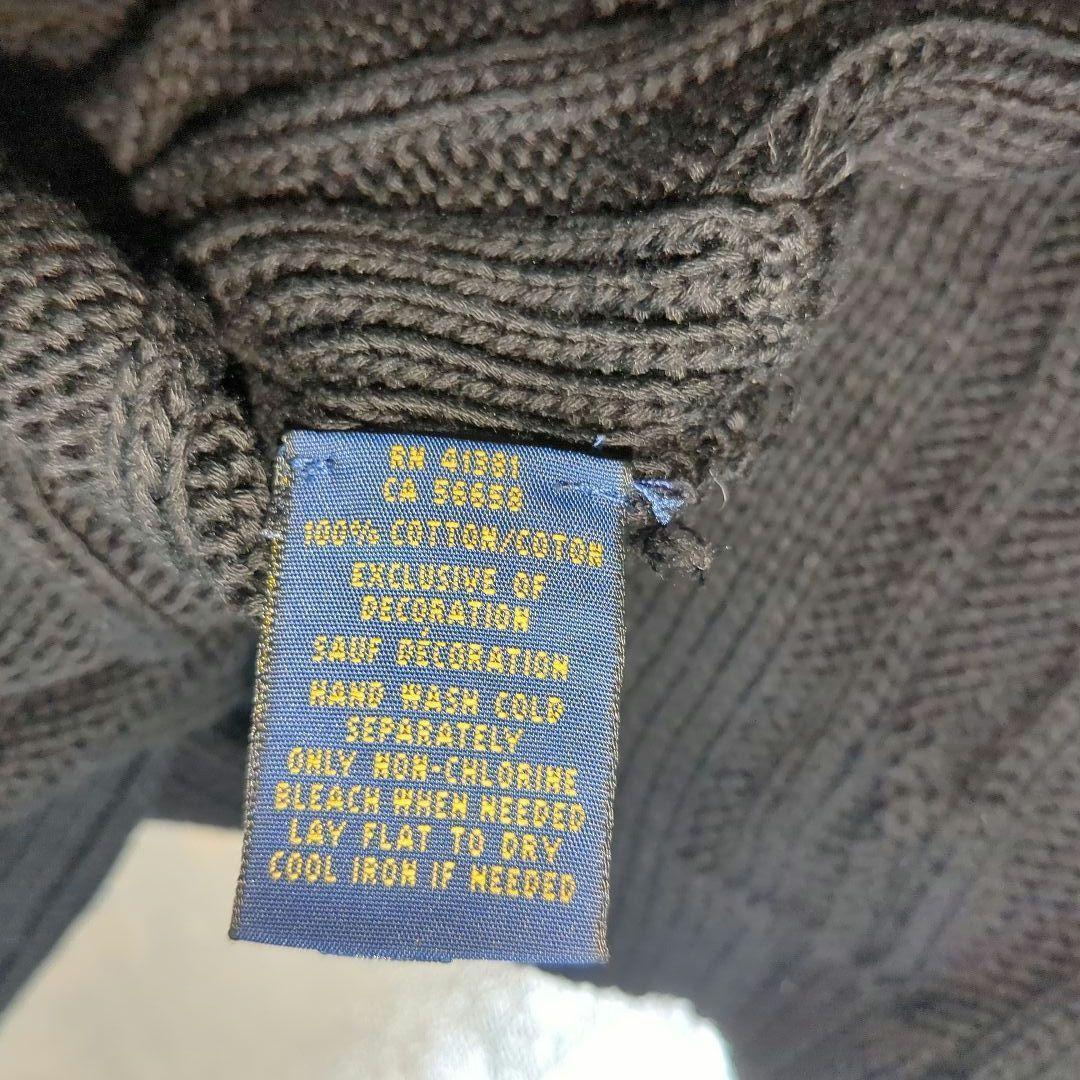 RN 41381
CA 58658
100% COTTON/COTON
EXCLUSIVE OF
DECORATION
SAUF DÉCORATION
HAND WASH COLD
SEPARATELY
ONLY NON-CHLORINE
BLEACH WHEN NEEDED
LAY FLAT TO DRY
COOL IRON IF NEEDED